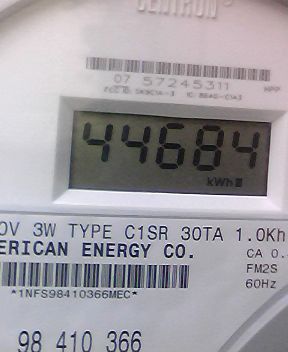 CENTRON®
07 57245311
44684
kWh
0V 3W TYPE C1SR 30TA 1.0Kh
ERICAN ENERGY CO.
CA 0.
FM2S
*1NFS98410366MEC*
60Hz
98 410 366